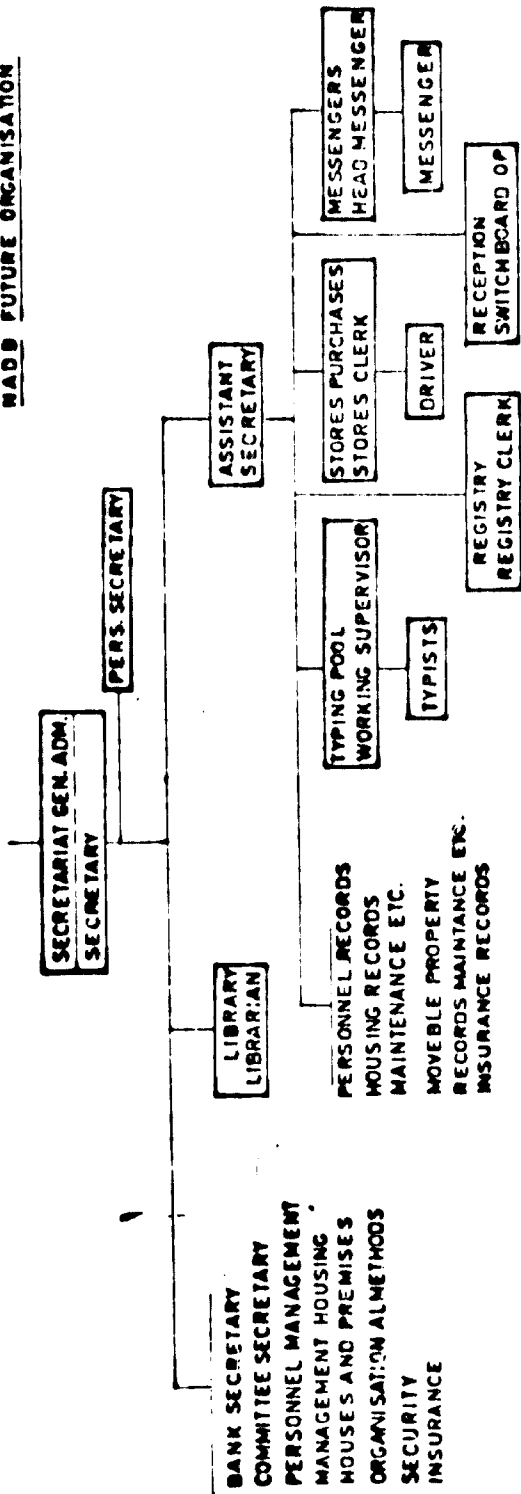 NADB FUTURE ORGANISATION
SECRETARIAT GEN. ADM.
SECRETARY
PERS. SECRETARY
BANK SECRETARY
COMMITTEE SECRETARY
PERSONNEL MANAGEMENT
MANAGEMENT HOUSING
HOUSES AND PREMISES
ORGANISATIONALMETHODS
SECURITY
INSURANCE
LIBRARY
LIBRARIAN
ASSISTANT
SECRETARY
PERSONNEL RECORDS
HOUSING RECORDS
MAINTENANCE ETC.
MOVEBLE PROPERTY
RECORDS MAINTANCE ETC.
INSURANCE RECORDS
TYPING POOL
WORKING SUPERVISOR
TYPISTS
STORES PURCHASES
STORES CLERK
DRIVER
MESSENGERS
HEAD MESSENGER
MESSENGER
REGISTRY
REGISTRY CLERK
RECEPTION
SWITCHBOARD OP